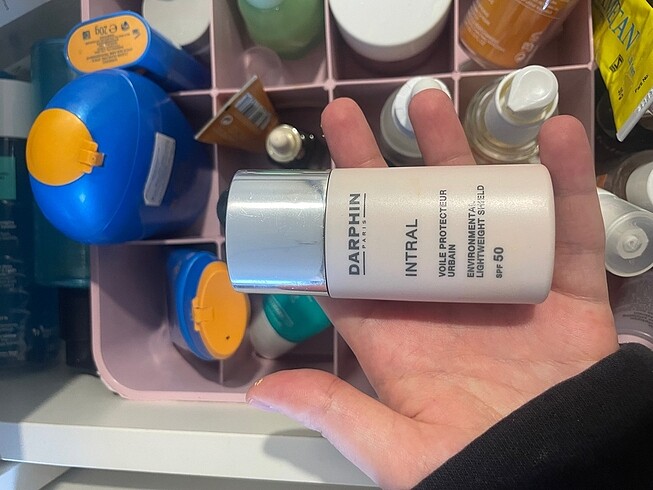 DARPHIN
PARIS
INTRAL
VOILE PROTECTEUR
URBAIN
ENVIRONMENTAL
LIGHTWEIGHT SHIELD
SPF 50